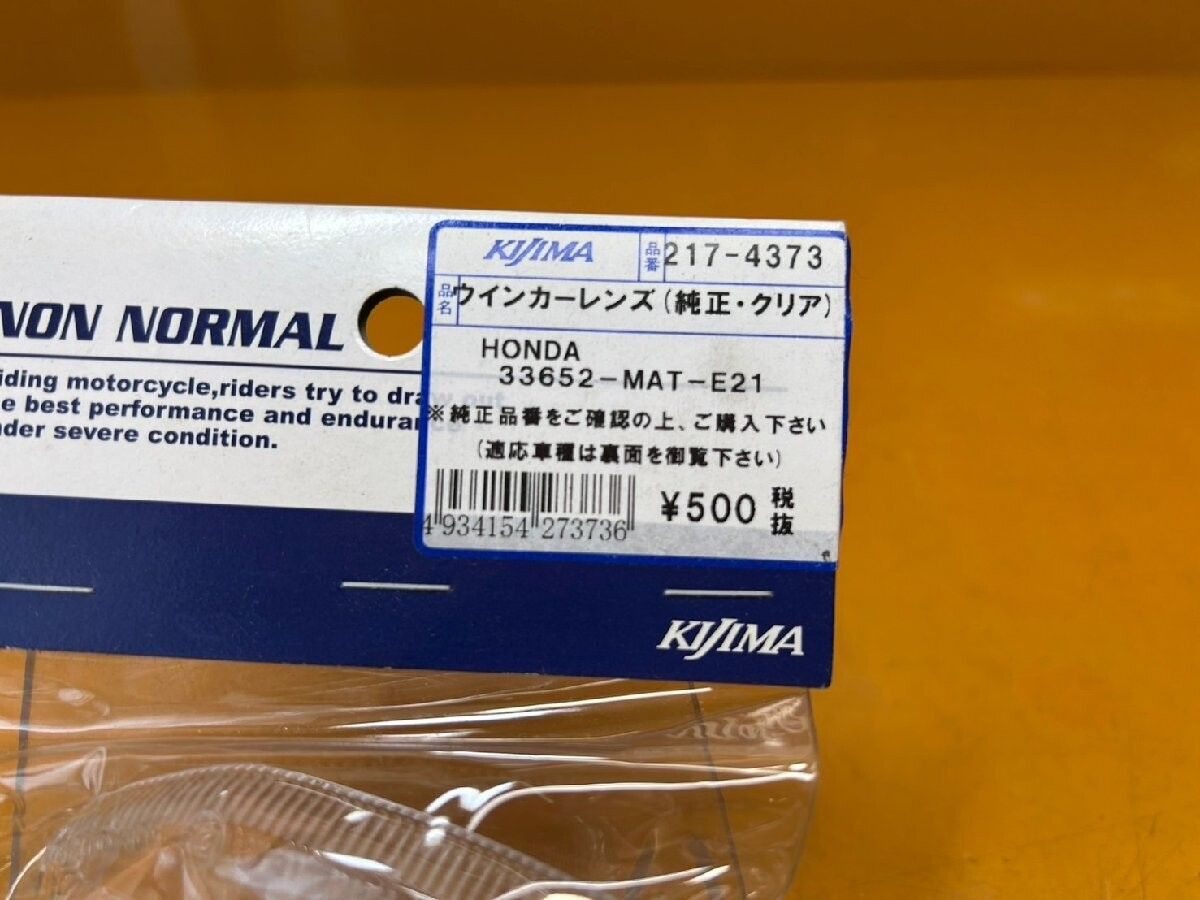 NON NORMAL
iding motorcycle,riders try to draw out
e best performance and endurance
nder severe condition.
KIJIMA 品番 217-4373
品名 ウインカーレンズ(純正・クリア)
HONDA
33652-MAT-E21
※純正品番をご確認の上、ご購入下さい
(適応車種は裏面を御覧下さい)
¥500 税抜
4 934154 273736
KIJIMA